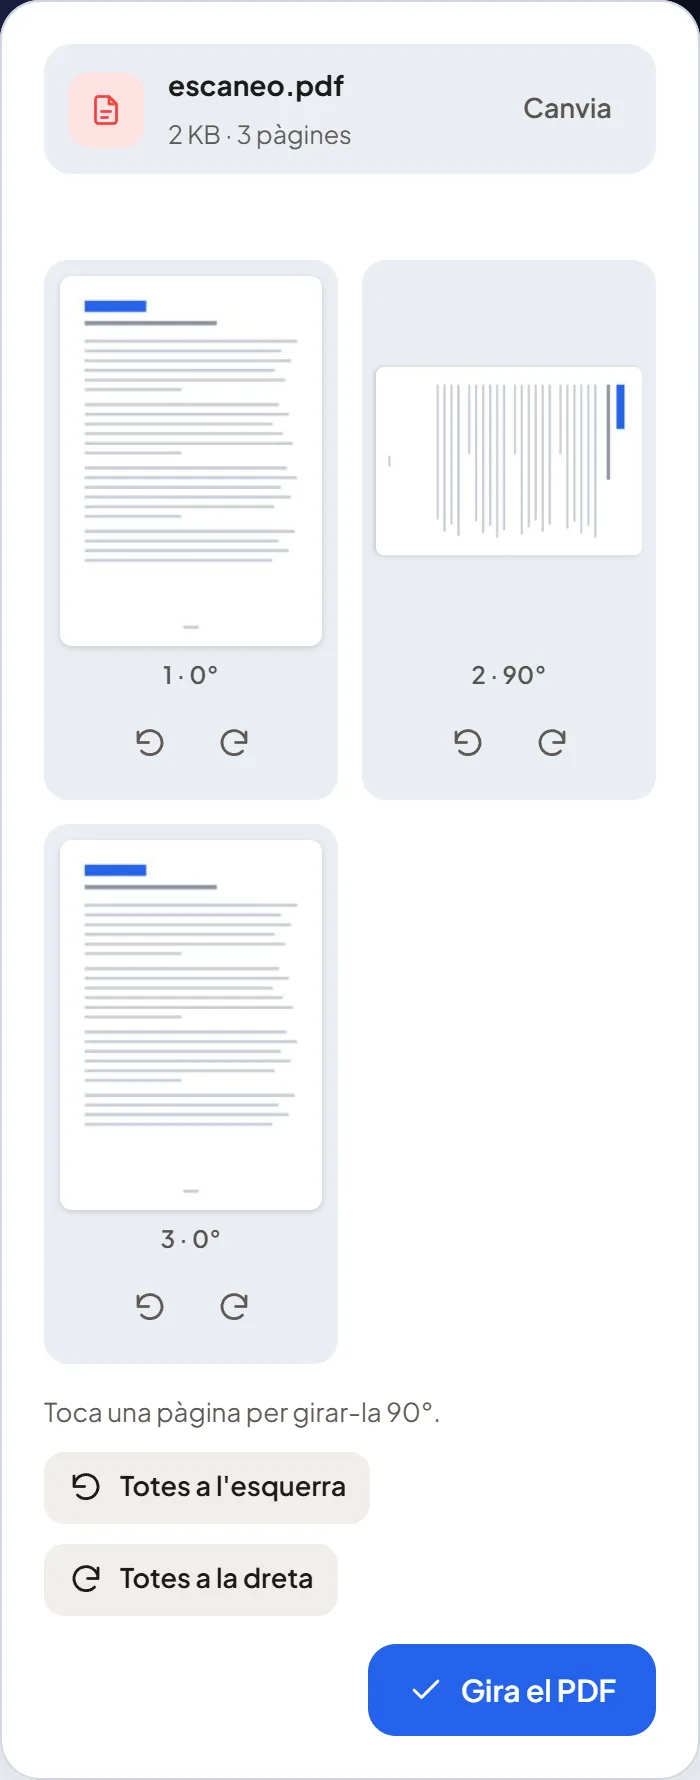 escaneo.pdf
2 KB · 3 pàgines
Canvia
1 · 0°
2 · 90°
3 · 0°
Toca una pàgina per girar-la 90°.
Totes a l'esquerra
Totes a la dreta
Gira el PDF